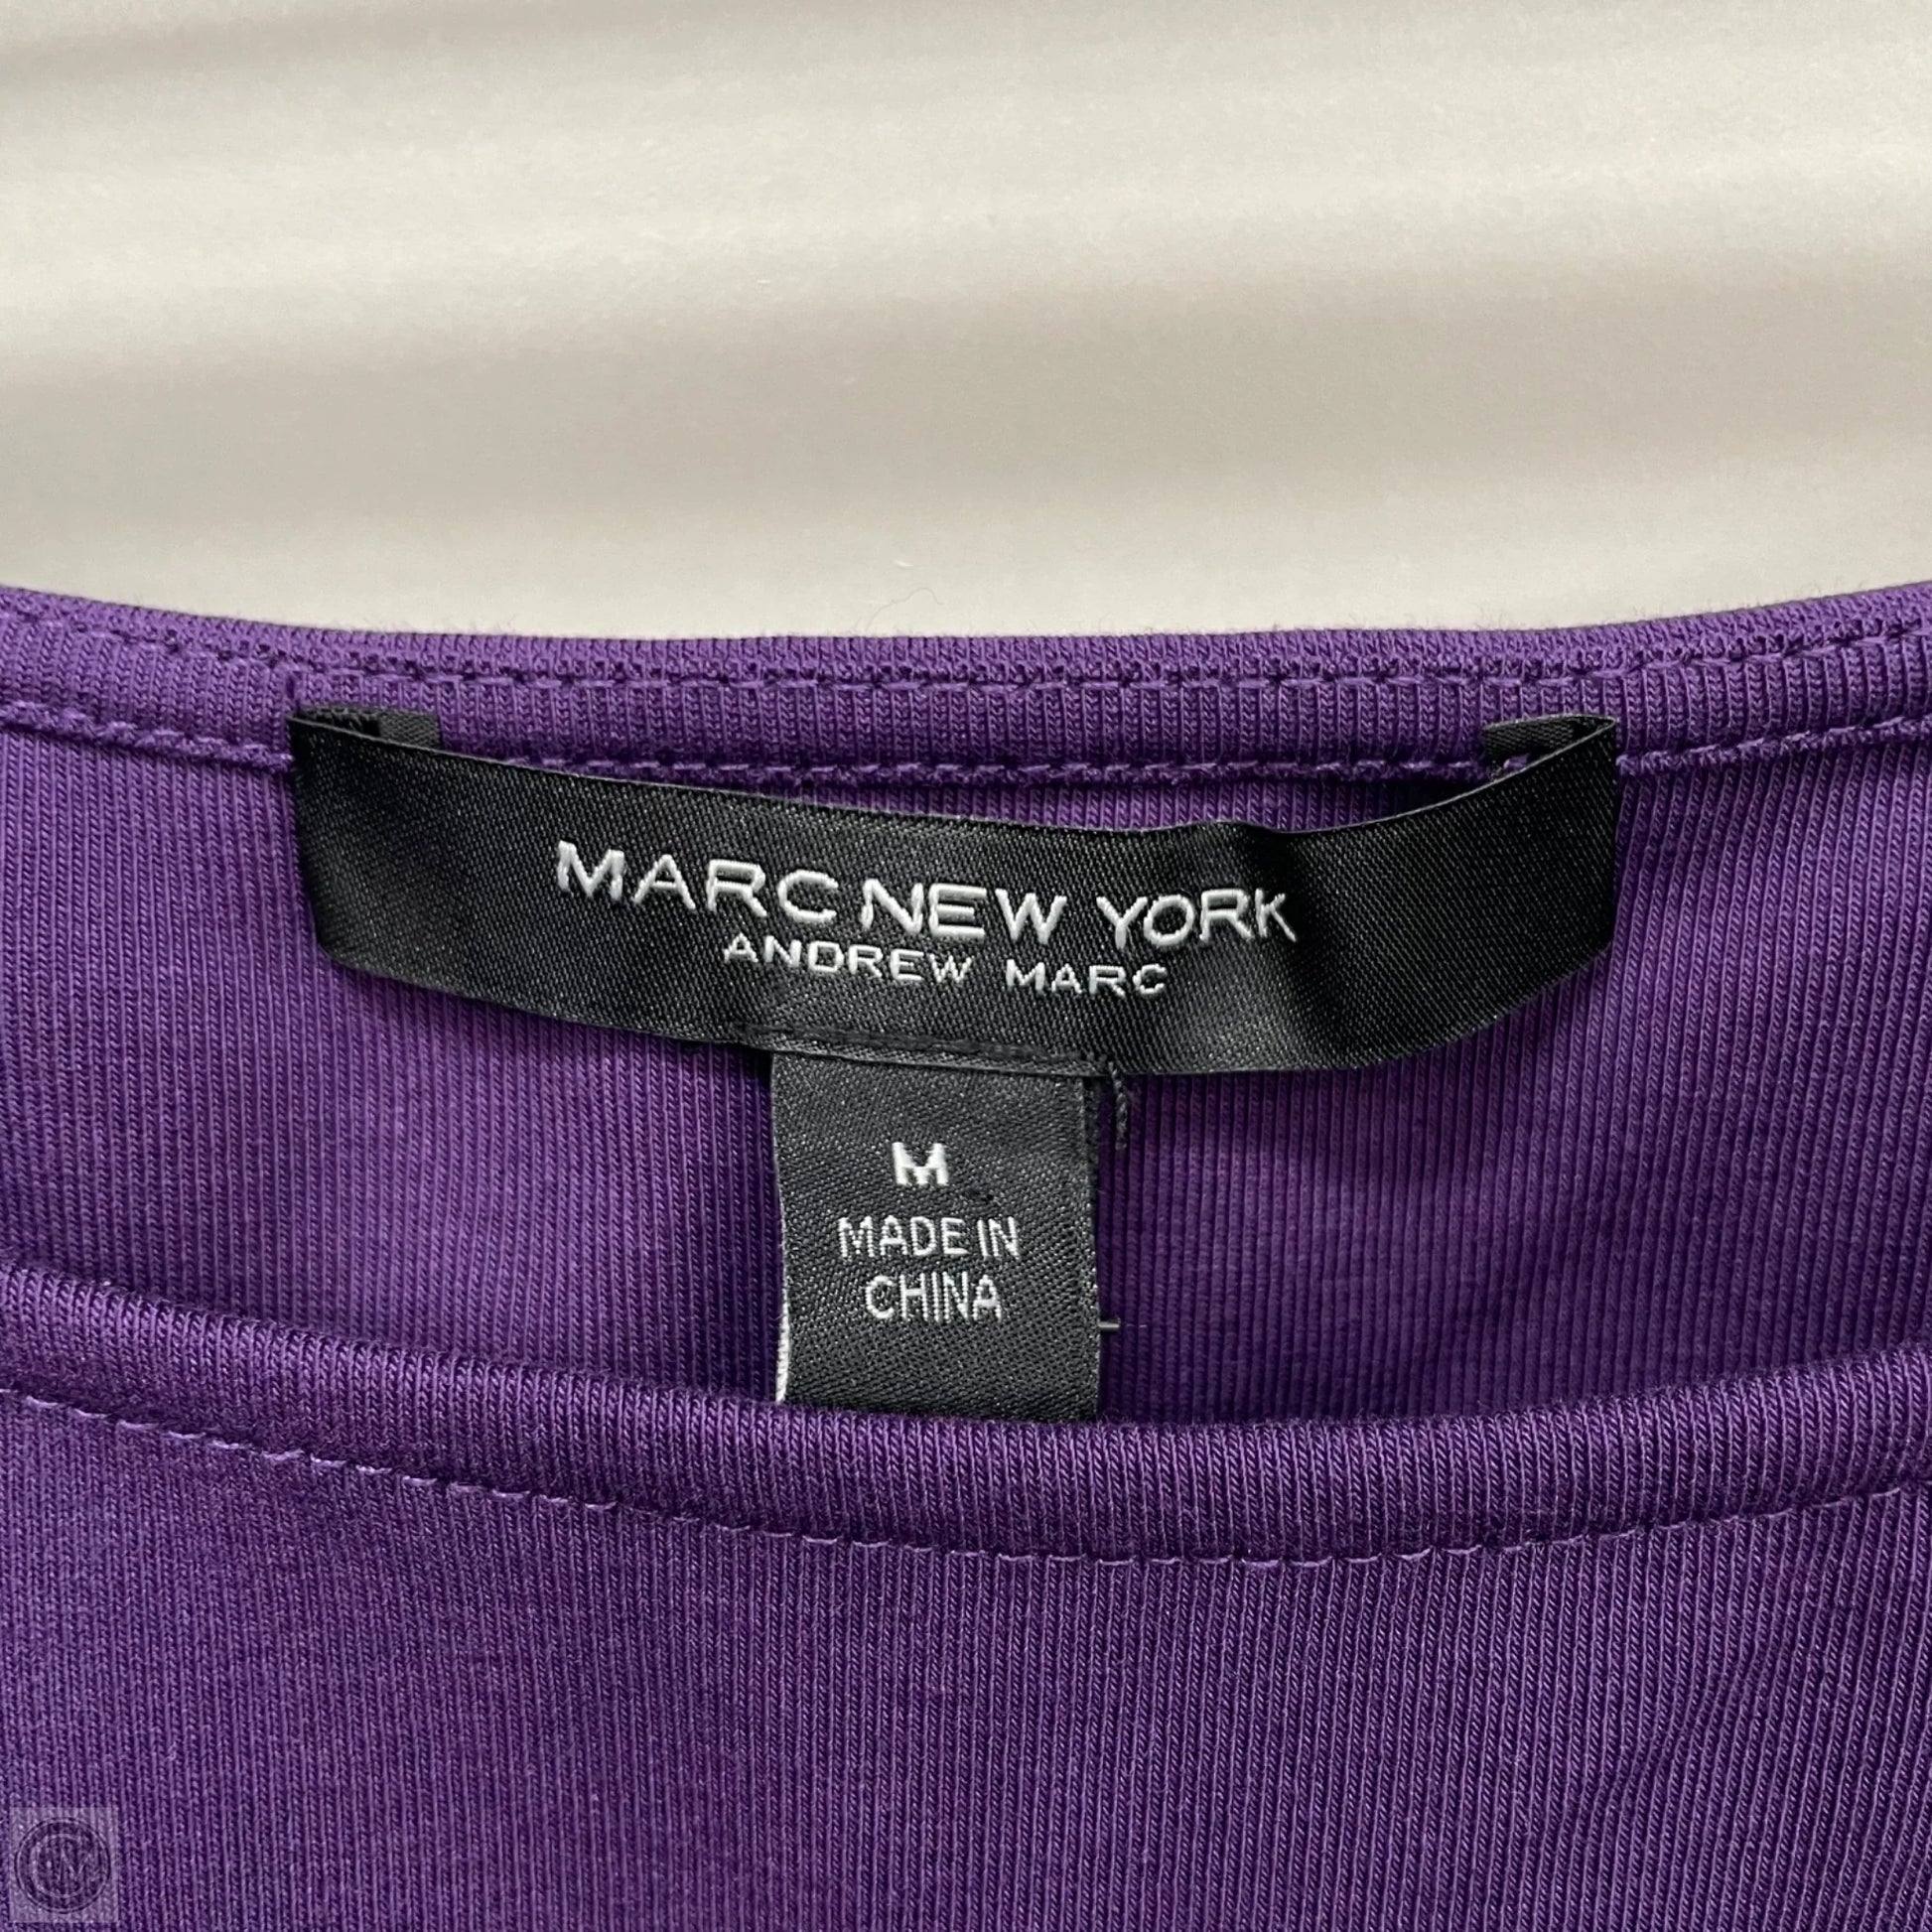 MARC NEW YORK
ANDREW MARC
M
MADE IN
CHINA